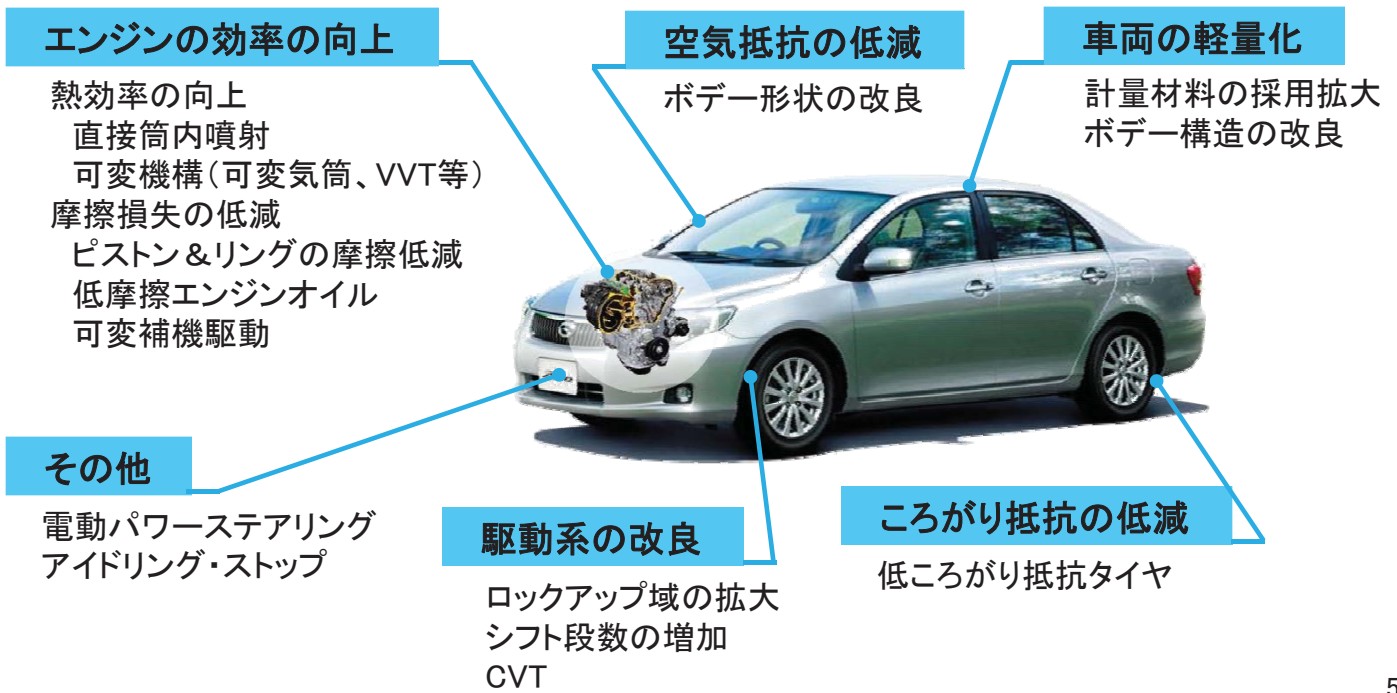 エンジンの効率の向上
熱効率の向上
直接筒内噴射
可変機構(可変気筒、VVT等)
摩擦損失の低減
ピストン&リングの摩擦低減
低摩擦エンジンオイル
可変補機駆動
空気抵抗の低減
ボデー形状の改良
車両の軽量化
計量材料の採用拡大
ボデー構造の改良
その他
電動パワーステアリング
アイドリング・ストップ
駆動系の改良
ロックアップ域の拡大
シフト段数の増加
CVT
ころがり抵抗の低減
低ころがり抵抗タイヤ
5